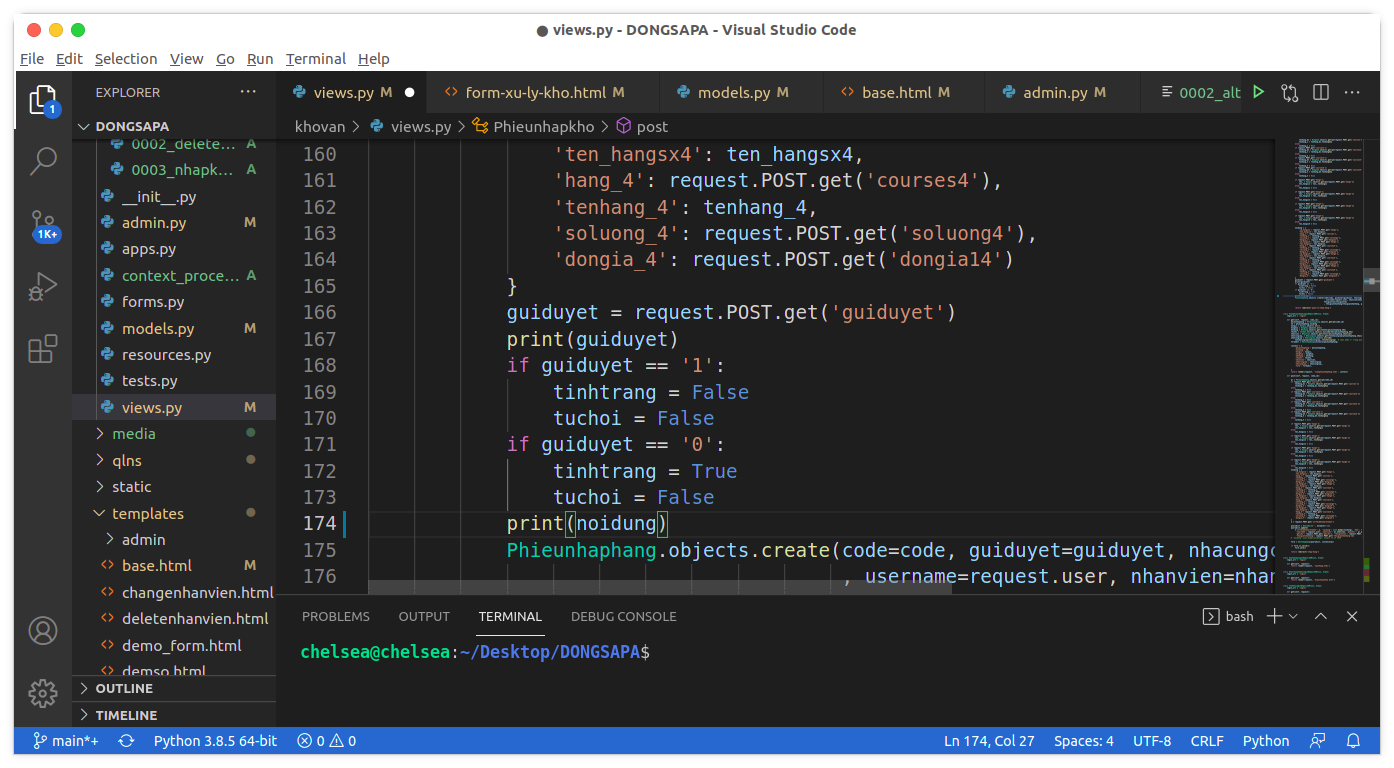 ● views.py - DONGSAPA - Visual Studio Code
File Edit Selection View Go Run Terminal Help
1
EXPLORER ...
views.py M ●
form-xu-ly-kho.html M
models.py M
base.html M
admin.py M
0002_alt
DONGSAPA
khovan > views.py > Phieunhapkho > post
0002_delete... A
0003_nhapk... A
__init__.py
admin.py M
apps.py
context_proce... A
forms.py
models.py M
resources.py
tests.py
views.py M
media
qlns
static
templates
admin
base.html M
changenhanvien.html
deletenhanvien.html
demo_form.html
demso.html
OUTLINE
TIMELINE
1K+
160 'ten_hangsx4': ten_hangsx4,
161 'hang_4': request.POST.get('courses4'),
162 'tenhang_4': tenhang_4,
163 'soluong_4': request.POST.get('soluong4'),
164 'dongia_4': request.POST.get('dongia14')
165 }
166 guiduyet = request.POST.get('guiduyet')
167 print(guiduyet)
168 if guiduyet == '1':
169 tinhtrang = False
170 tuchoi = False
171 if guiduyet == '0':
172 tinhtrang = True
173 tuchoi = False
174 print(noidung)
175 Phieunhaphang.objects.create(code=code, guiduyet=guiduyet, nhacungc
176 , username=request.user, nhanvien=nhan
PROBLEMS OUTPUT TERMINAL DEBUG CONSOLE
bash
chelsea@chelsea:~/Desktop/DONGSAPA$
main*+ Python 3.8.5 64-bit 0 0 Ln 174, Col 27 Spaces: 4 UTF-8 CRLF Python